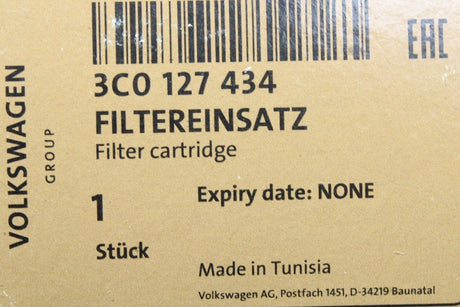 VOLKSWAGEN
GROUP
EAC
3C0 127 434
FILTEREINSATZ
Filter cartridge
1
Expiry date: NONE
Stück
Made in Tunisia
Volkswagen AG, Postfach 1451, D-34219 Baunatal